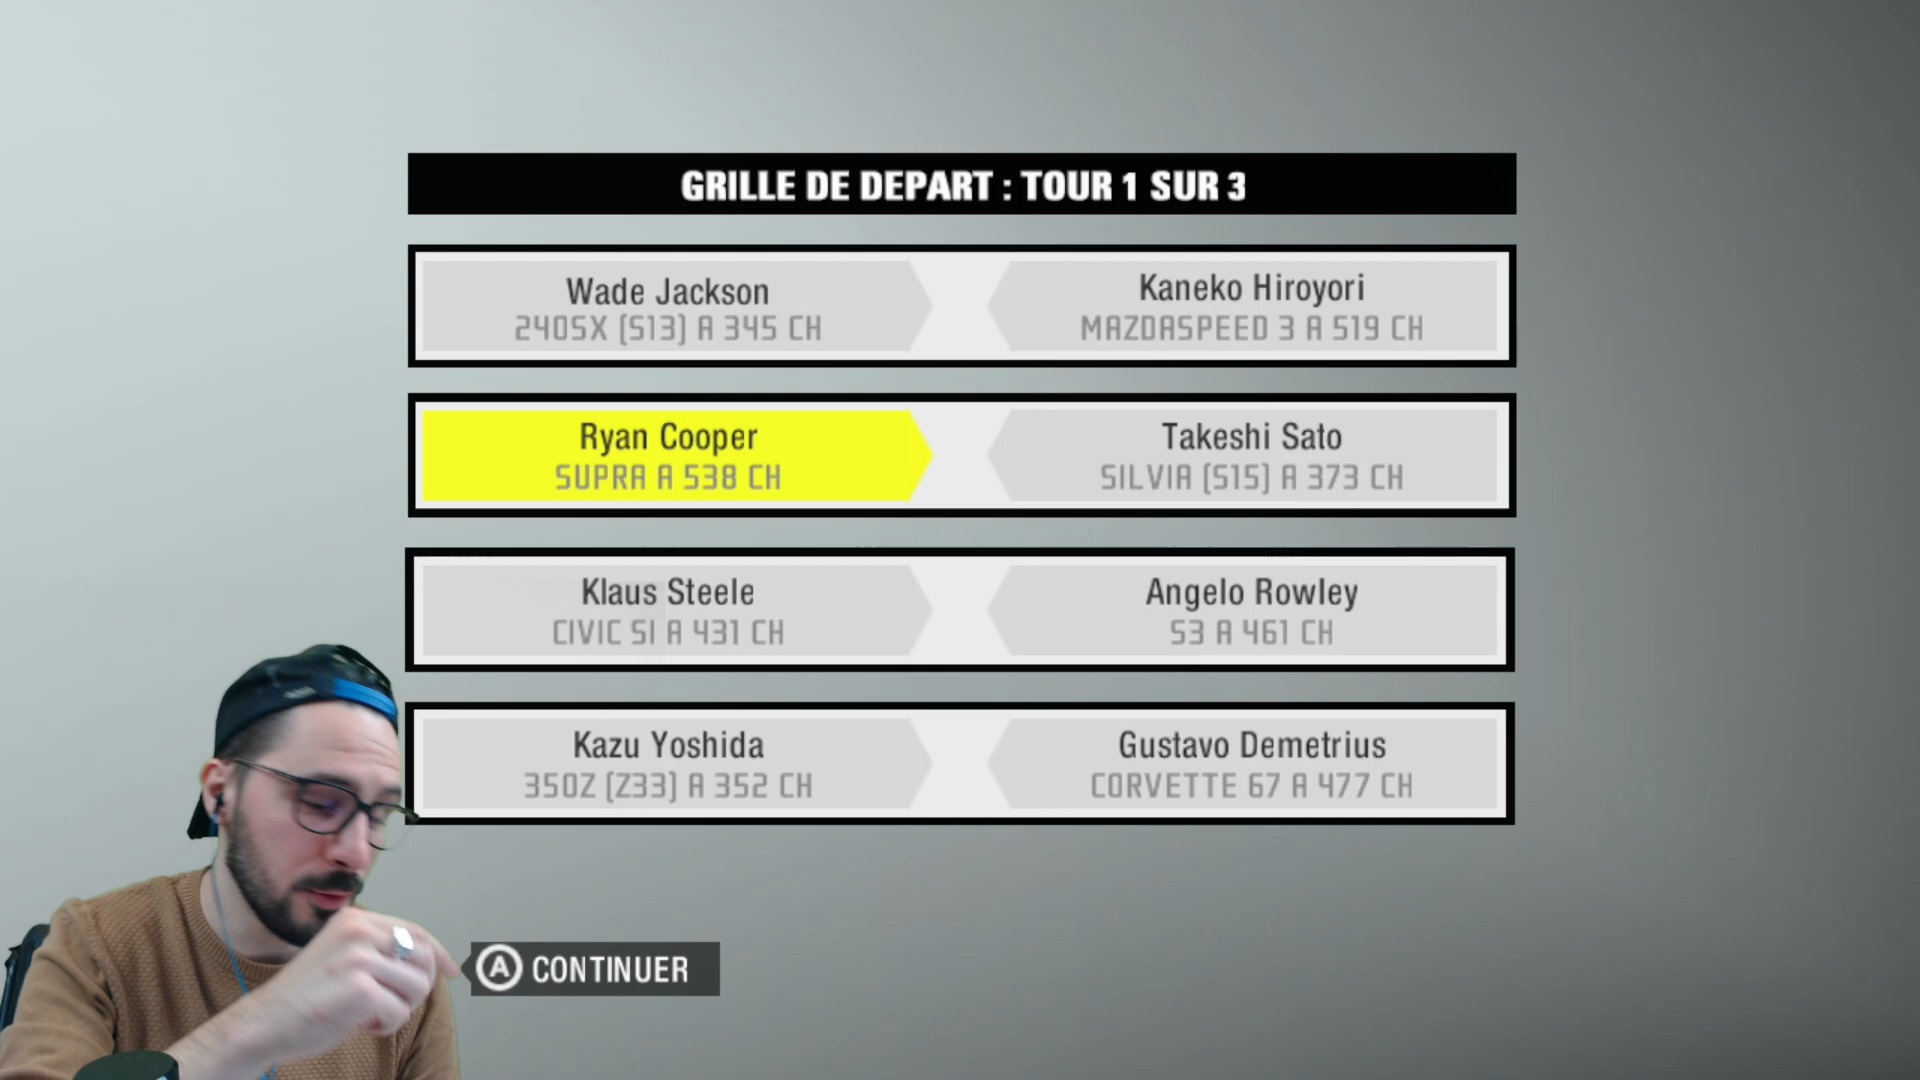 GRILLE DE DEPART : TOUR 1 SUR 3
Wade Jackson
240SX (S13) A 345 CH
Kaneko Hiroyori
MAZDASPEED 3 A 519 CH
Ryan Cooper
SUPRA A 538 CH
Takeshi Sato
SILVIA (S15) A 373 CH
Klaus Steele
CIVIC SI A 431 CH
Angelo Rowley
S3 A 461 CH
Kazu Yoshida
350Z (Z33) A 352 CH
Gustavo Demetrius
CORVETTE 67 A 477 CH
A CONTINUER